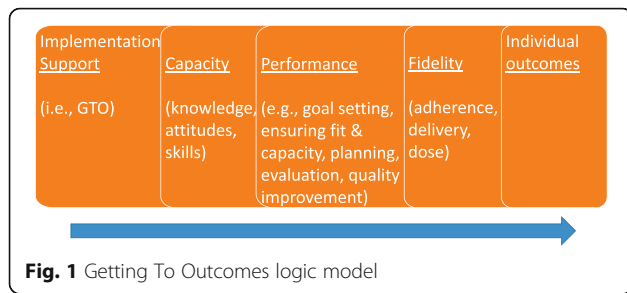 Implementation
Support
(i.e., GTO)
Capacity
(knowledge,
attitudes,
skills)
Performance
(e.g., goal setting,
ensuring fit &
capacity, planning,
evaluation, quality
improvement)
Fidelity
(adherence,
delivery,
dose)
Individual
outcomes
Fig. 1 Getting To Outcomes logic model